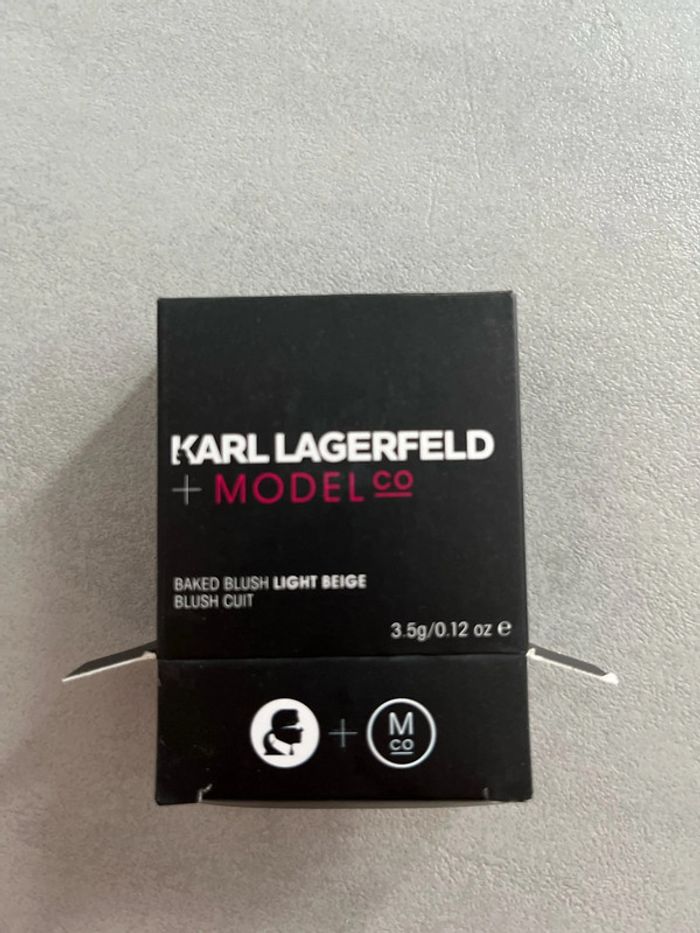 KARL LAGERFELD
+ MODEL CO
BAKED BLUSH LIGHT BEIGE
BLUSH CUIT
3.5g/0.12 oz ℮
+ M
CO